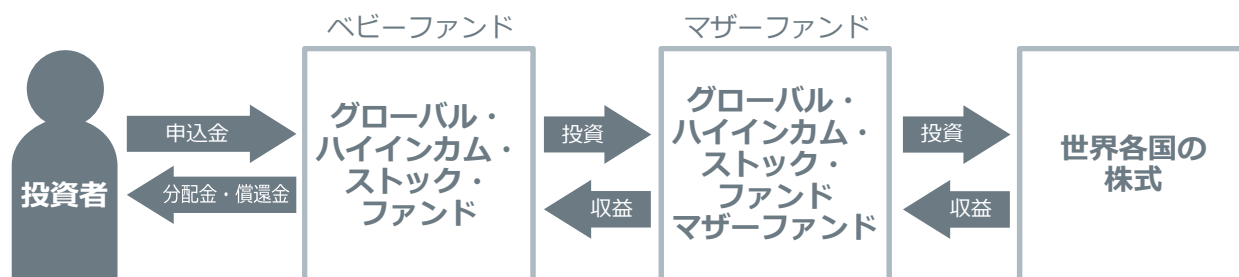 ベビーファンド
マザーファンド
投資者
申込金
分配金・償還金
グローバル・
ハイインカム・
ストック・
ファンド
投資
収益
グローバル・
ハイインカム・
ストック・
ファンド
マザーファンド
投資
収益
世界各国の
株式